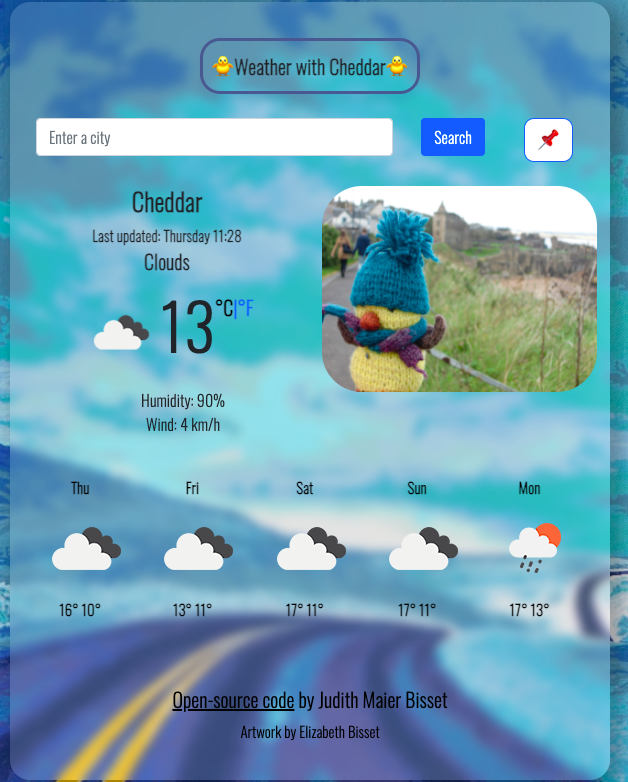 🐥Weather with Cheddar🐥
Enter a city
Search
Cheddar
Last updated: Thursday 11:28
Clouds
13°C|°F
Humidity: 90%
Wind: 4 km/h
Thu Fri Sat Sun Mon
16° 10° 13° 11° 17° 11° 17° 11° 17° 13°
Open-source code by Judith Maier Bisset
Artwork by Elizabeth Bisset